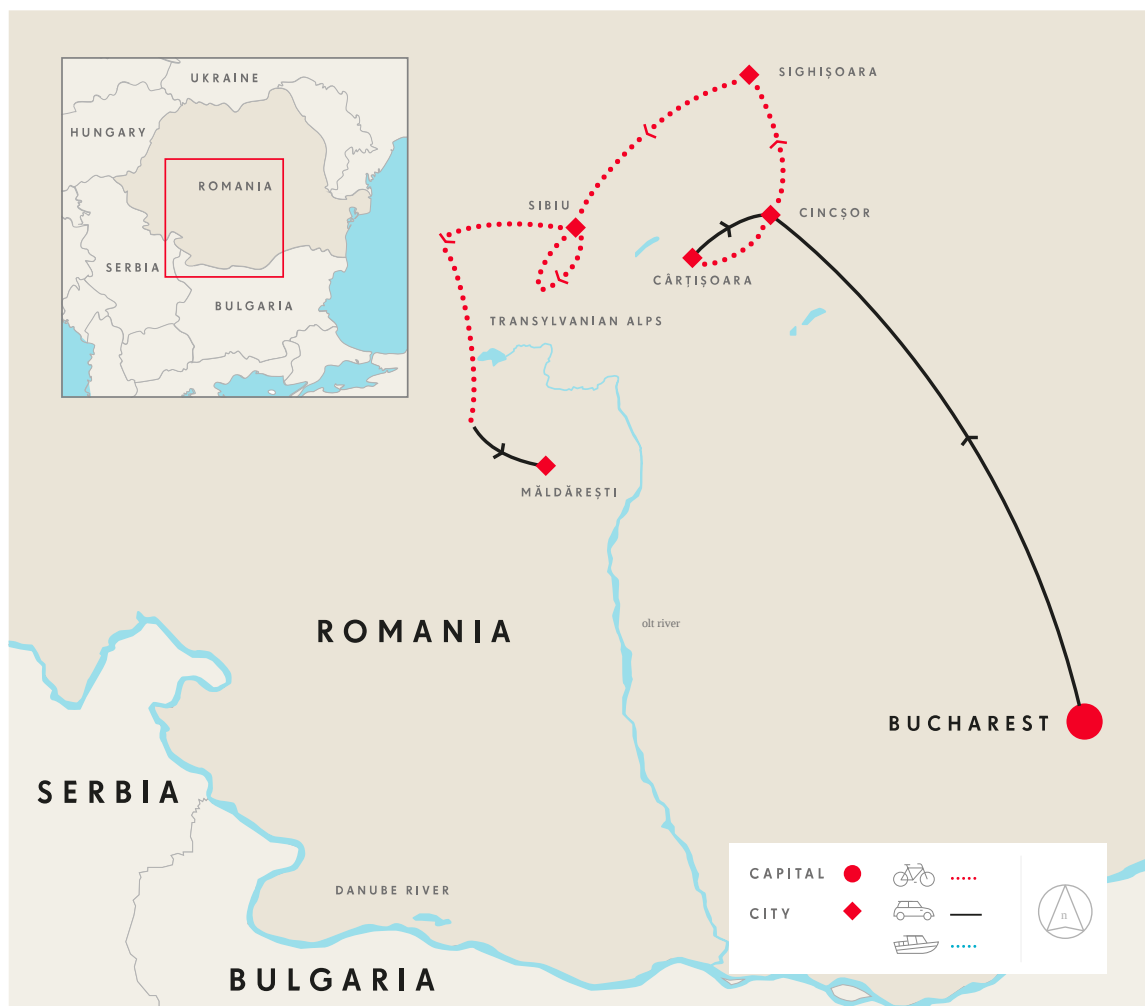 UKRAINE
HUNGARY
ROMANIA
SERBIA
BULGARIA
SIGHIȘOARA
SIBIU
CINCȘOR
CÂRȚIȘOARA
TRANSYLVANIAN ALPS
MĂLDĂREȘTI
ROMANIA
olt river
BUCHAREST
SERBIA
DANUBE RIVER
BULGARIA
CAPITAL
CITY
n